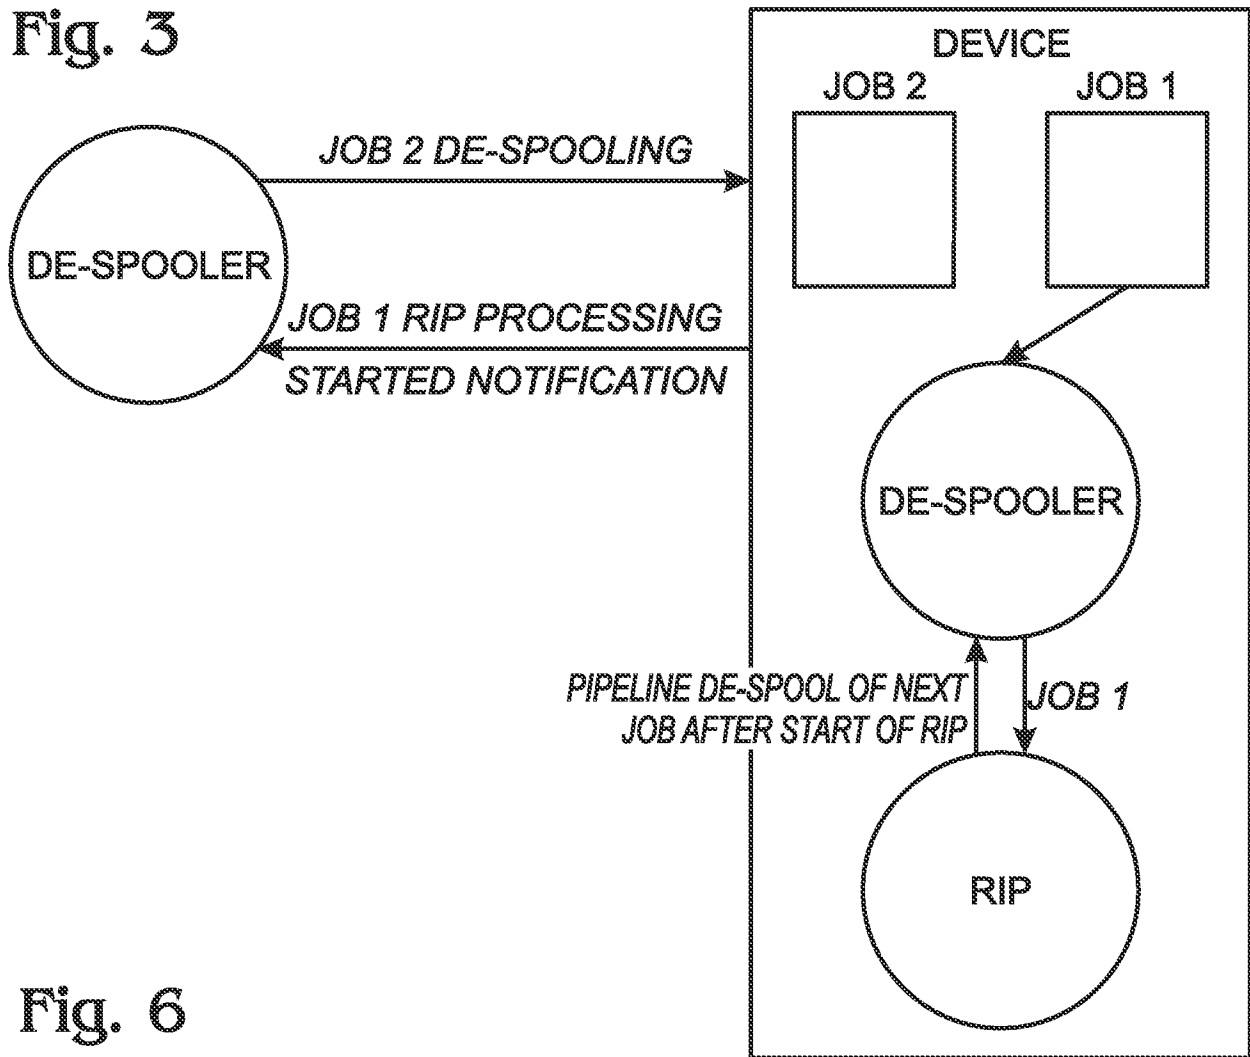 Fig. 3
DEVICE
JOB 2
JOB 1
JOB 2 DE-SPOOLING
DE-SPOOLER
JOB 1 RIP PROCESSING
STARTED NOTIFICATION
DE-SPOOLER
PIPELINE DE-SPOOL OF NEXT
JOB AFTER START OF RIP
JOB 1
RIP
Fig. 6